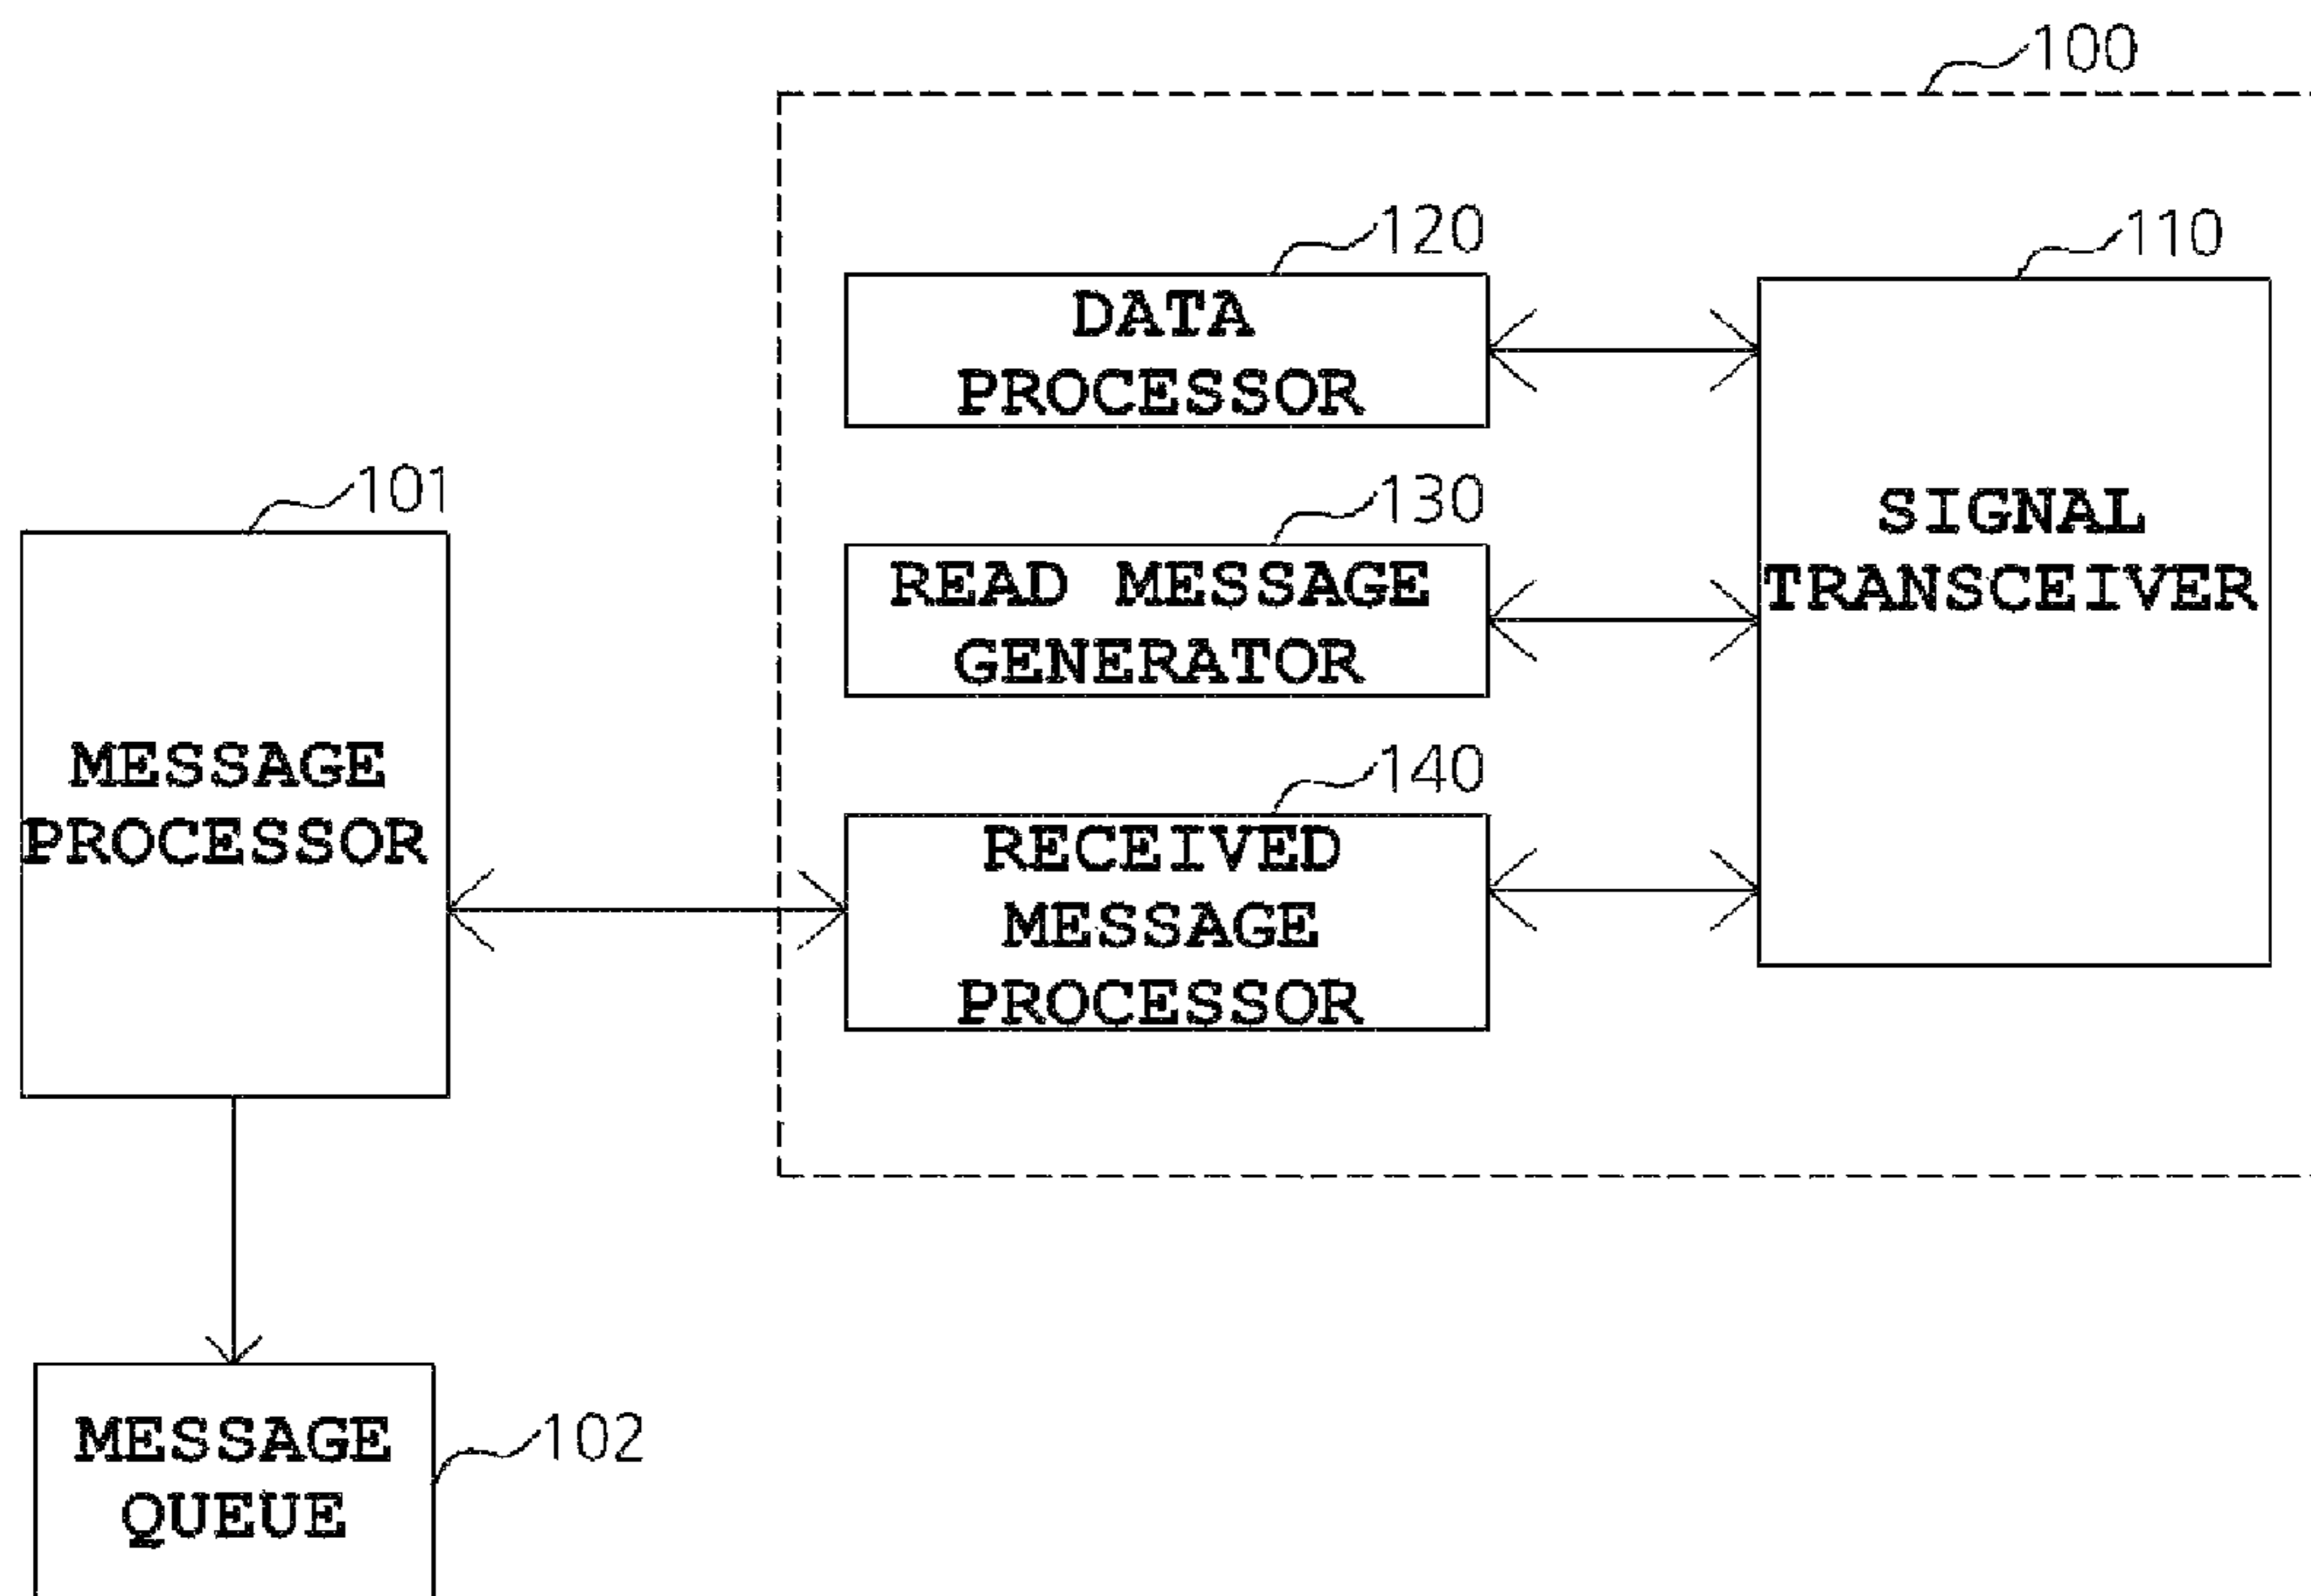 100
120
110
DATA
PROCESSOR
101
130
READ MESSAGE
GENERATOR
SIGNAL
TRANSCEIVER
MESSAGE
PROCESSOR
140
RECEIVED
MESSAGE
PROCESSOR
MESSAGE
QUEUE
102